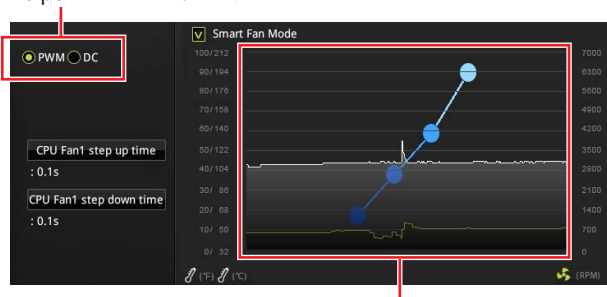 V Smart Fan Mode
PWM DC
CPU Fan1 step up time
: 0.1s
CPU Fan1 step down time
: 0.1s
100/212 7000
90/194 6300
80/176 5600
70/158 4900
60/140 4200
50/122 3500
40/104 2800
30/ 86 2100
20/ 68 1400
10/ 50 700
0/ 32 0
(°F) (°C) (RPM)